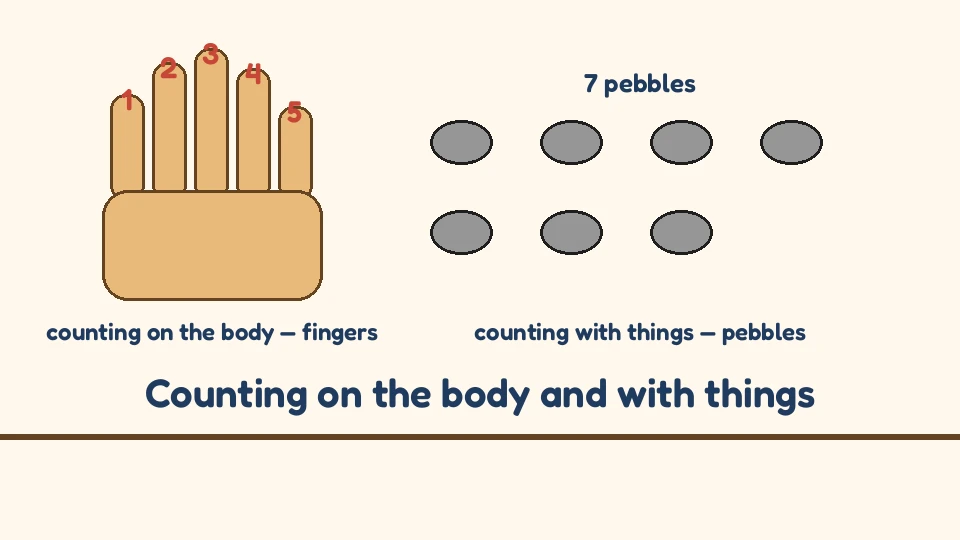 1
2
3
4
5
7 pebbles
counting on the body – fingers
counting with things – pebbles
Counting on the body and with things